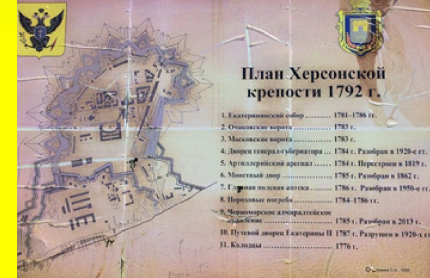 План Херсонской
крепости 1792 г.
1. Екатерининский собор ........ 1781-1786 гг.
2. Очаковские ворота ............. 1783 г.
3. Московские ворота ............. 1783 г.
4. Дворец генерал-губернатора ... 1784 г. Разобран в 1920-е гг.
5. Артиллерийский арсенал ...... 1784 г. Перестроен в 1819 г.
6. Монетный двор ................. 1785 г. Разобран в 1862 г.
7. Главная полевая аптека ........ 1786 г. Разобран в 1950-е гг.
8. Пороховые погреба ............. 1784-1786 гг.
9. Черноморское адмиралтейское
1785 г. Разобран в 2013 г.
10. Путевой дворец Екатерины II 1787 г. Разрушен в 1920-х гг.
11. Колодцы ......................... 1776 г.